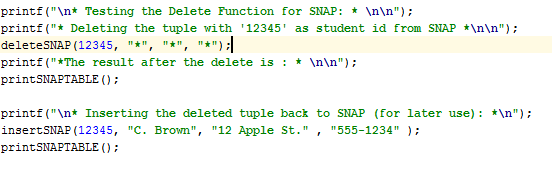 printf("\n* Testing the Delete Function for SNAP: * \n\n");
printf("* Deleting the tuple with '12345' as student id from SNAP *\n\n");
deleteSNAP(12345, "*", "*", "*");
printf("*The result after the delete is : * \n\n");
printSNAPTABLE();
printf("\n* Inserting the deleted tuple back to SNAP (for later use): *\n");
insertSNAP(12345, "C. Brown", "12 Apple St." , "555-1234" );
printSNAPTABLE();